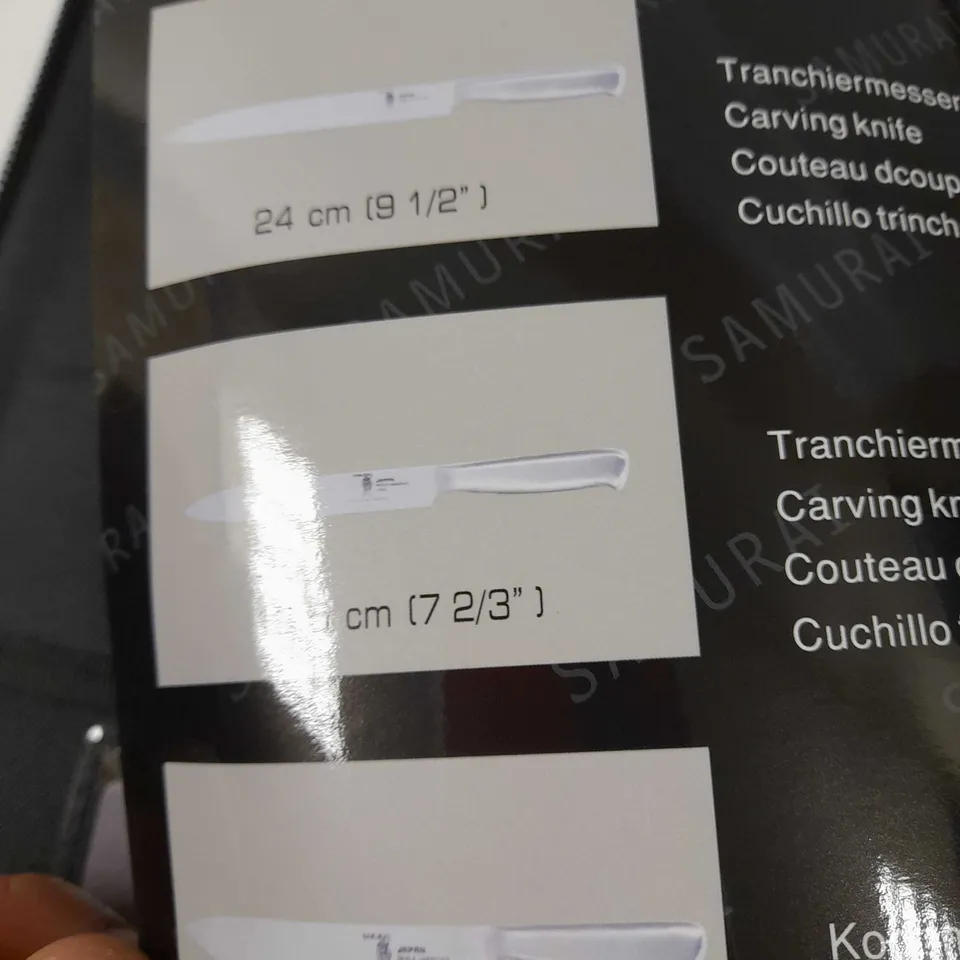 24 cm (9 1/2")
Tranchiermesser
Carving knife
Couteau dcoup
Cuchillo trinch
SAMURAI
cm (7 2/3")
Tranchierm
Carving kn
Couteau
Cuchillo
SAMURAI
JAPAN